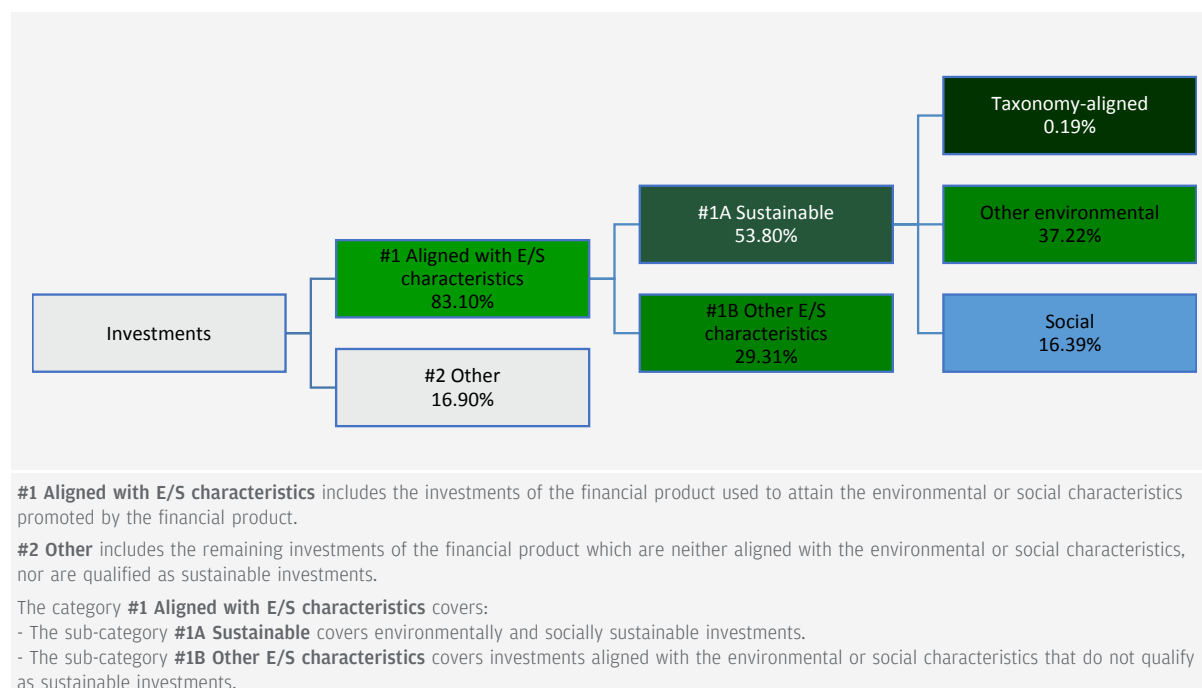 Taxonomy-aligned
0.19%
#1A Sustainable
53.80%
Other environmental
37.22%
#1 Aligned with E/S
characteristics
83.10%
#1B Other E/S
characteristics
29.31%
Investments
Social
16.39%
#2 Other
16.90%
#1 Aligned with E/S characteristics includes the investments of the financial product used to attain the environmental or social characteristics
promoted by the financial product.
#2 Other includes the remaining investments of the financial product which are neither aligned with the environmental or social characteristics,
nor are qualified as sustainable investments.
The category #1 Aligned with E/S characteristics covers:
- The sub-category #1A Sustainable covers environmentally and socially sustainable investments.
- The sub-category #1B Other E/S characteristics covers investments aligned with the environmental or social characteristics that do not qualify
as sustainable investments.